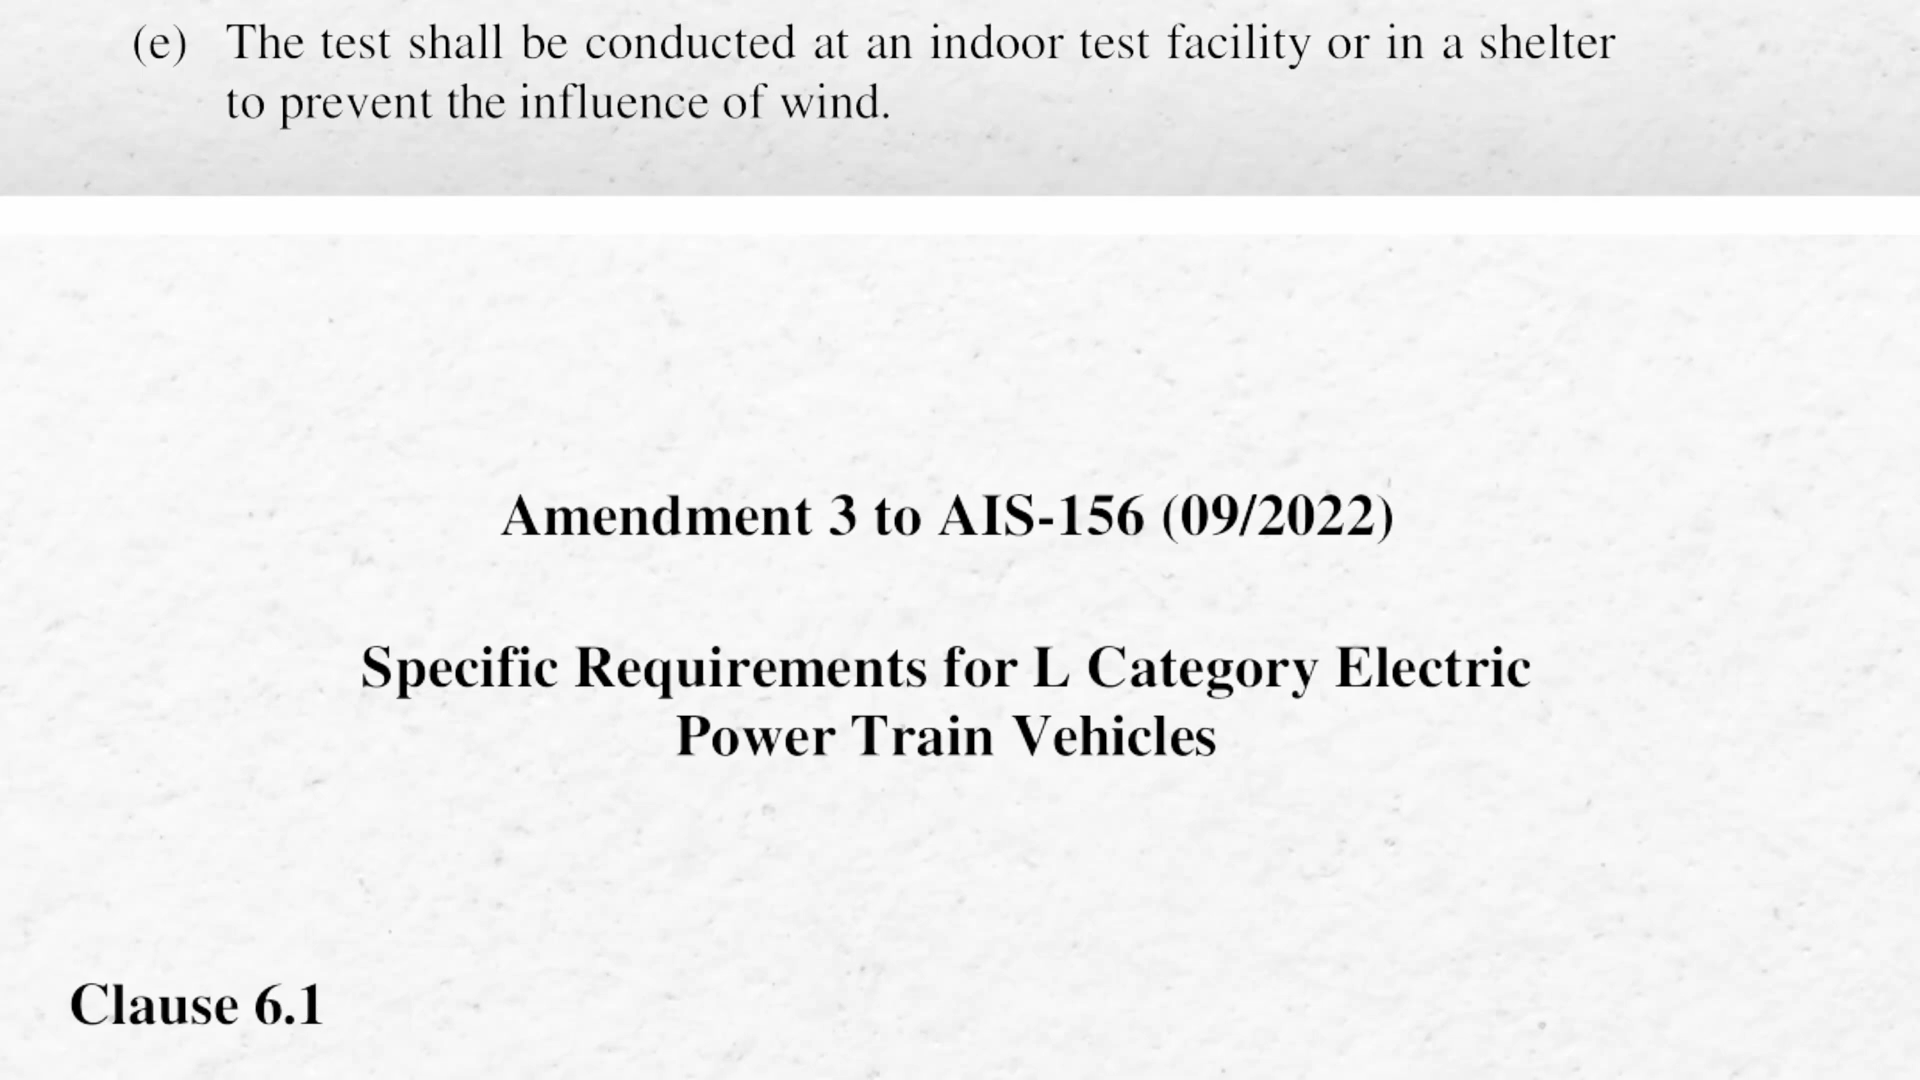 (e) The test shall be conducted at an indoor test facility or in a shelter
to prevent the influence of wind.
Amendment 3 to AIS-156 (09/2022)
Specific Requirements for L Category Electric
Power Train Vehicles
Clause 6.1